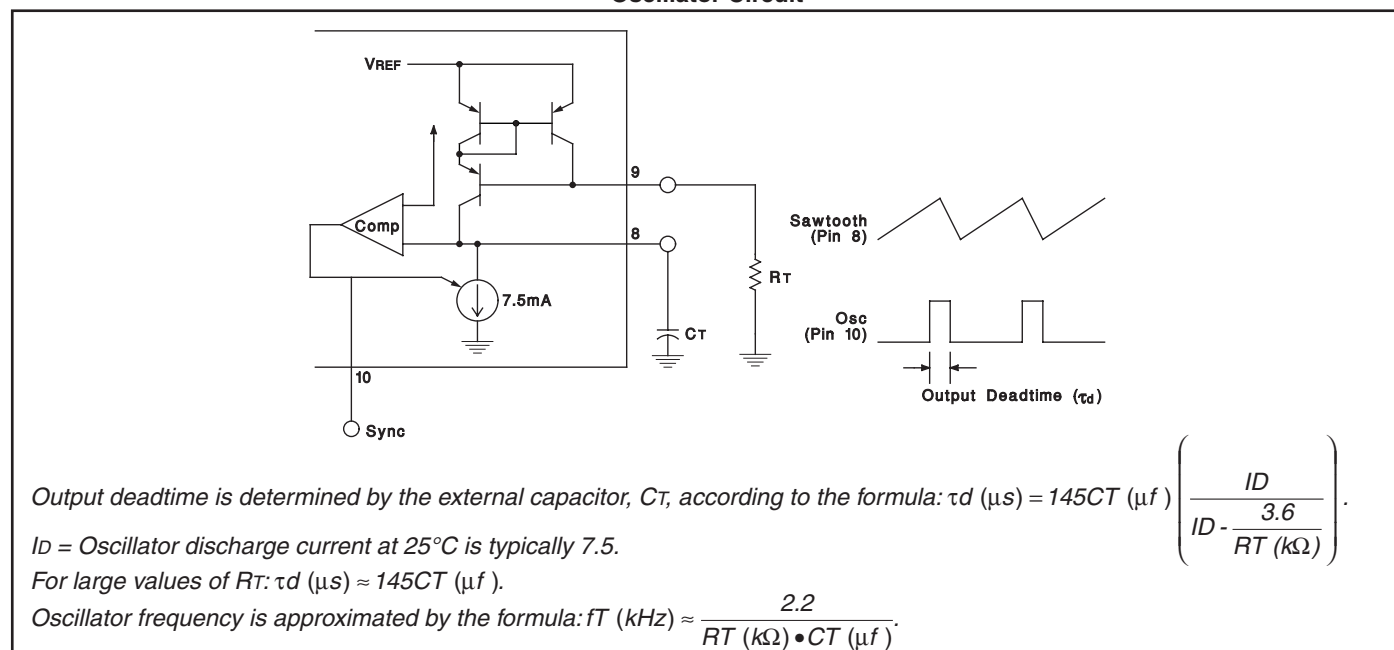 VREF
Comp
9
8
7.5mA
10
Sync
RT
CT
Sawtooth
(Pin 8)
Osc
(Pin 10)
Output Deadtime (τd)
Output deadtime is determined by the external capacitor, CT, according to the formula: τd (μs) = 145CT (μf) (ID / (ID - 3.6 / RT (kΩ))).
ID = Oscillator discharge current at 25°C is typically 7.5.
For large values of RT: τd (μs) ≈ 145CT (μf).
Oscillator frequency is approximated by the formula: fT (kHz) ≈ 2.2 / RT (kΩ) • CT (μf).